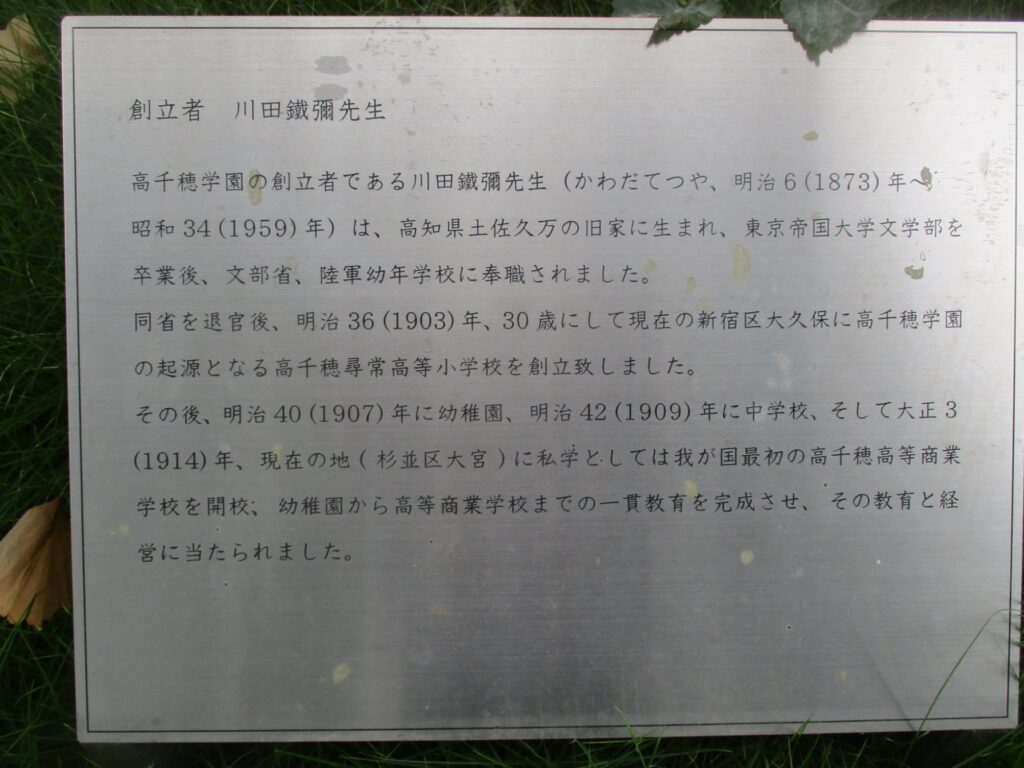 創立者　川田鐵彌先生
高千穂学園の創立者である川田鐵彌先生（かわだてつや、明治6(1873)年〜
昭和34(1959)年）は、高知県土佐久万の旧家に生まれ、東京帝国大学文学部を
卒業後、文部省、陸軍幼年学校に奉職されました。
同省を退官後、明治36(1903)年、30歳にして現在の新宿区大久保に高千穂学園
の起源となる高千穂尋常高等小学校を創立致しました。
その後、明治40(1907)年に幼稚園、明治42(1909)年に中学校、そして大正3
(1914)年、現在の地(杉並区大宮)に私学としては我が国最初の高千穂高等商業
学校を開校、幼稚園から高等商業学校までの一貫教育を完成させ、その教育と経
営に当たられました。